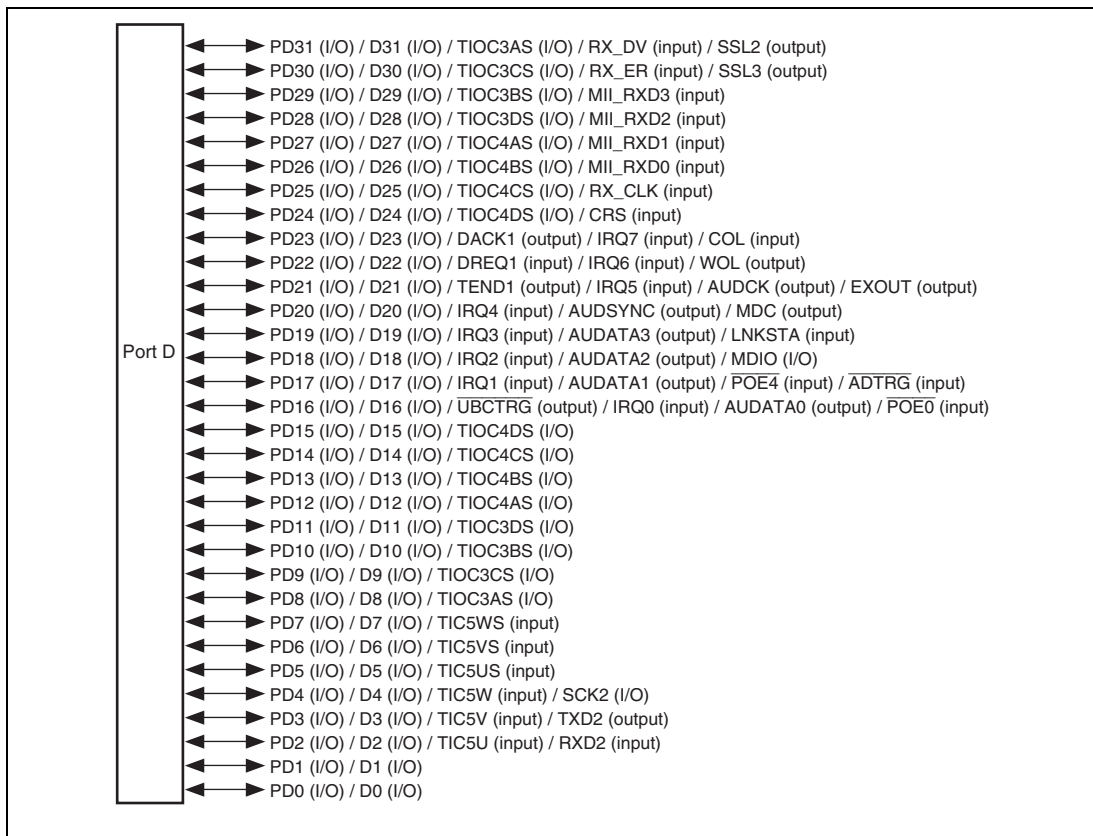 PD31 (I/O) / D31 (I/O) / TIOC3AS (I/O) / RX_DV (input) / SSL2 (output)
PD30 (I/O) / D30 (I/O) / TIOC3CS (I/O) / RX_ER (input) / SSL3 (output)
PD29 (I/O) / D29 (I/O) / TIOC3BS (I/O) / MII_RXD3 (input)
PD28 (I/O) / D28 (I/O) / TIOC3DS (I/O) / MII_RXD2 (input)
PD27 (I/O) / D27 (I/O) / TIOC4AS (I/O) / MII_RXD1 (input)
PD26 (I/O) / D26 (I/O) / TIOC4BS (I/O) / MII_RXD0 (input)
PD25 (I/O) / D25 (I/O) / TIOC4CS (I/O) / RX_CLK (input)
PD24 (I/O) / D24 (I/O) / TIOC4DS (I/O) / CRS (input)
PD23 (I/O) / D23 (I/O) / DACK1 (output) / IRQ7 (input) / COL (input)
PD22 (I/O) / D22 (I/O) / DREQ1 (input) / IRQ6 (input) / WOL (output)
PD21 (I/O) / D21 (I/O) / TEND1 (output) / IRQ5 (input) / AUDCK (output) / EXOUT (output)
PD20 (I/O) / D20 (I/O) / IRQ4 (input) / AUDSYNC (output) / MDC (output)
PD19 (I/O) / D19 (I/O) / IRQ3 (input) / AUDATA3 (output) / LNKSTA (input)
Port D
PD18 (I/O) / D18 (I/O) / IRQ2 (input) / AUDATA2 (output) / MDIO (I/O)
PD17 (I/O) / D17 (I/O) / IRQ1 (input) / AUDATA1 (output) / POE4 (input) / ADTRG (input)
PD16 (I/O) / D16 (I/O) / UBCTRG (output) / IRQ0 (input) / AUDATA0 (output) / POE0 (input)
PD15 (I/O) / D15 (I/O) / TIOC4DS (I/O)
PD14 (I/O) / D14 (I/O) / TIOC4CS (I/O)
PD13 (I/O) / D13 (I/O) / TIOC4BS (I/O)
PD12 (I/O) / D12 (I/O) / TIOC4AS (I/O)
PD11 (I/O) / D11 (I/O) / TIOC3DS (I/O)
PD10 (I/O) / D10 (I/O) / TIOC3BS (I/O)
PD9 (I/O) / D9 (I/O) / TIOC3CS (I/O)
PD8 (I/O) / D8 (I/O) / TIOC3AS (I/O)
PD7 (I/O) / D7 (I/O) / TIC5WS (input)
PD6 (I/O) / D6 (I/O) / TIC5VS (input)
PD5 (I/O) / D5 (I/O) / TIC5US (input)
PD4 (I/O) / D4 (I/O) / TIC5W (input) / SCK2 (I/O)
PD3 (I/O) / D3 (I/O) / TIC5V (input) / TXD2 (output)
PD2 (I/O) / D2 (I/O) / TIC5U (input) / RXD2 (input)
PD1 (I/O) / D1 (I/O)
PD0 (I/O) / D0 (I/O)